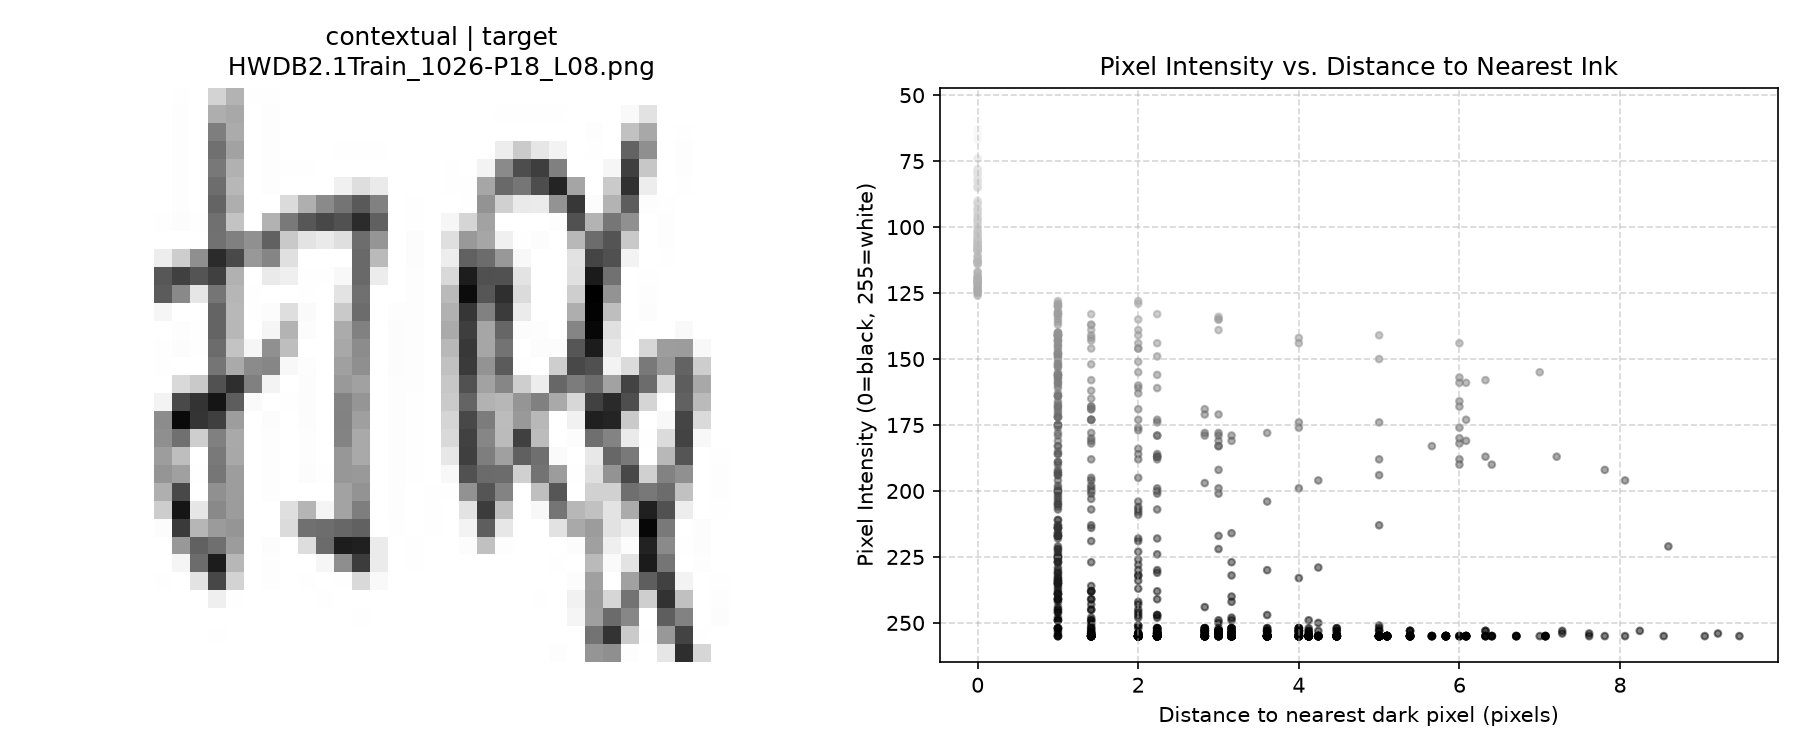 contextual | target
HWDB2.1Train_1026-P18_L08.png
打败
Pixel Intensity vs. Distance to Nearest Ink
Pixel Intensity (0=black, 255=white)
50
75
100
125
150
175
200
225
250
0 2 4 6 8
Distance to nearest dark pixel (pixels)